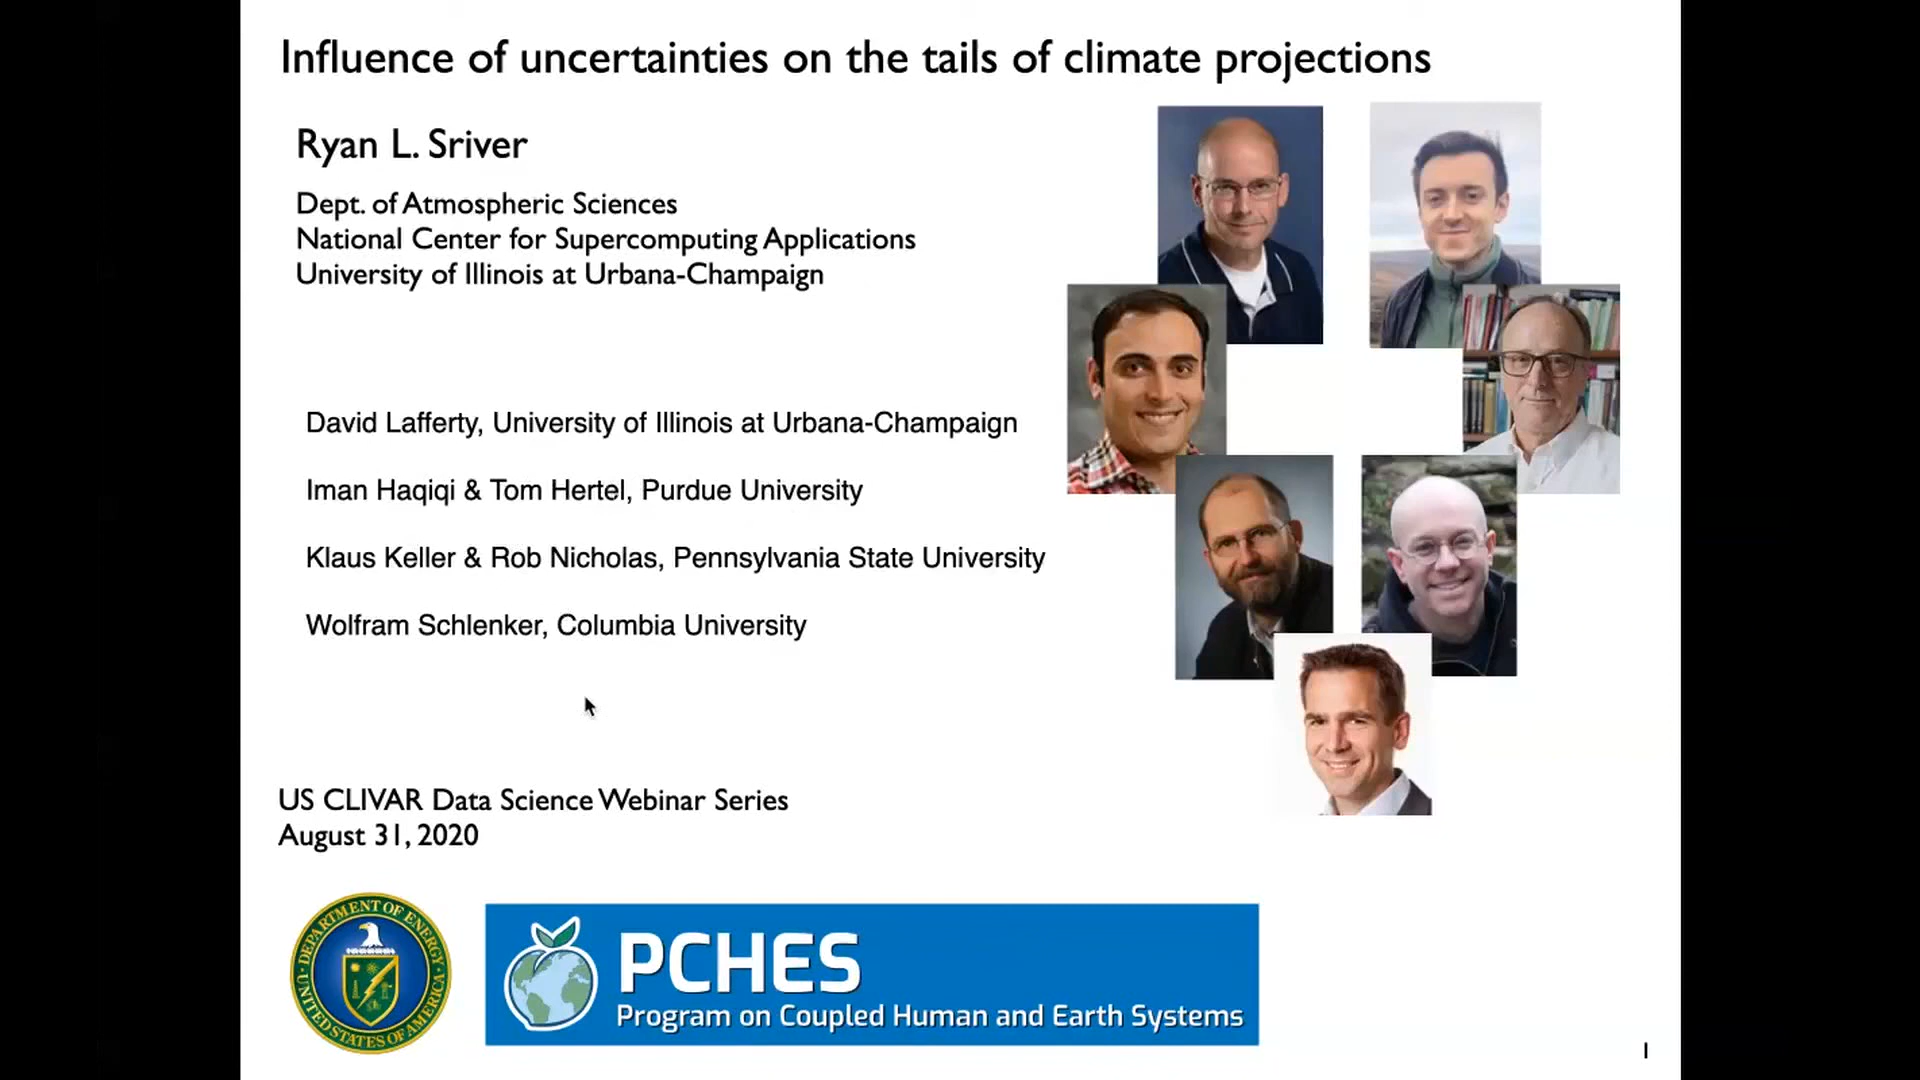 Influence of uncertainties on the tails of climate projections
Ryan L. Sriver
Dept. of Atmospheric Sciences
National Center for Supercomputing Applications
University of Illinois at Urbana-Champaign
David Lafferty, University of Illinois at Urbana-Champaign
Iman Haqiqi & Tom Hertel, Purdue University
Klaus Keller & Rob Nicholas, Pennsylvania State University
Wolfram Schlenker, Columbia University
US CLIVAR Data Science Webinar Series
August 31, 2020
DEPARTMENT OF ENERGY
UNITED STATES OF AMERICA
PCHES
Program on Coupled Human and Earth Systems
1